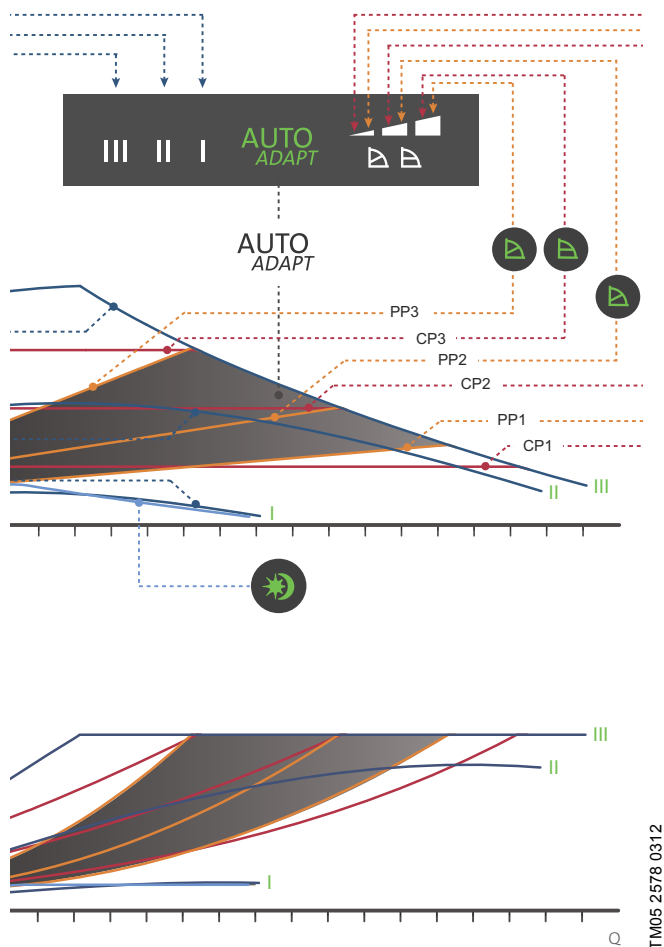 III II I AUTO
ADAPT
AUTO
ADAPT
PP3
CP3
PP2
CP2
PP1
CP1
III
II
I
III
II
I
TM05 2578 0312
Q